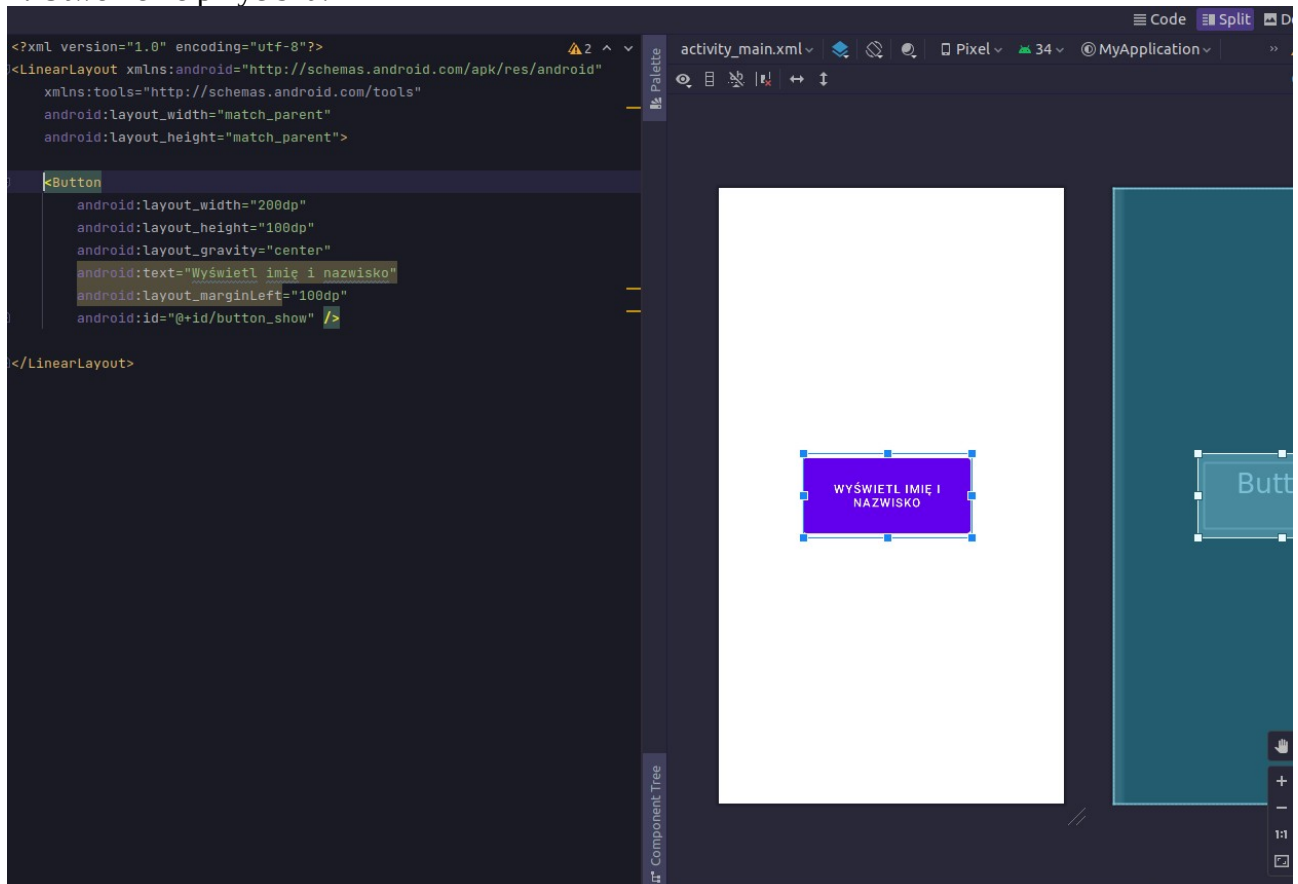 Code Split
<?xml version="1.0" encoding="utf-8"?>
2
<LinearLayout xmlns:android="http://schemas.android.com/apk/res/android"
xmlns:tools="http://schemas.android.com/tools"
android:layout_width="match_parent"
android:layout_height="match_parent">
<Button
android:layout_width="200dp"
android:layout_height="100dp"
android:layout_gravity="center"
android:text="Wyświetl imię i nazwisko"
android:layout_marginLeft="100dp"
android:id="@+id/button_show" />
</LinearLayout>
Palette
Component Tree
activity_main.xml Pixel 34 MyApplication
WYŚWIETL IMIĘ I
NAZWISKO
Butt
1:1